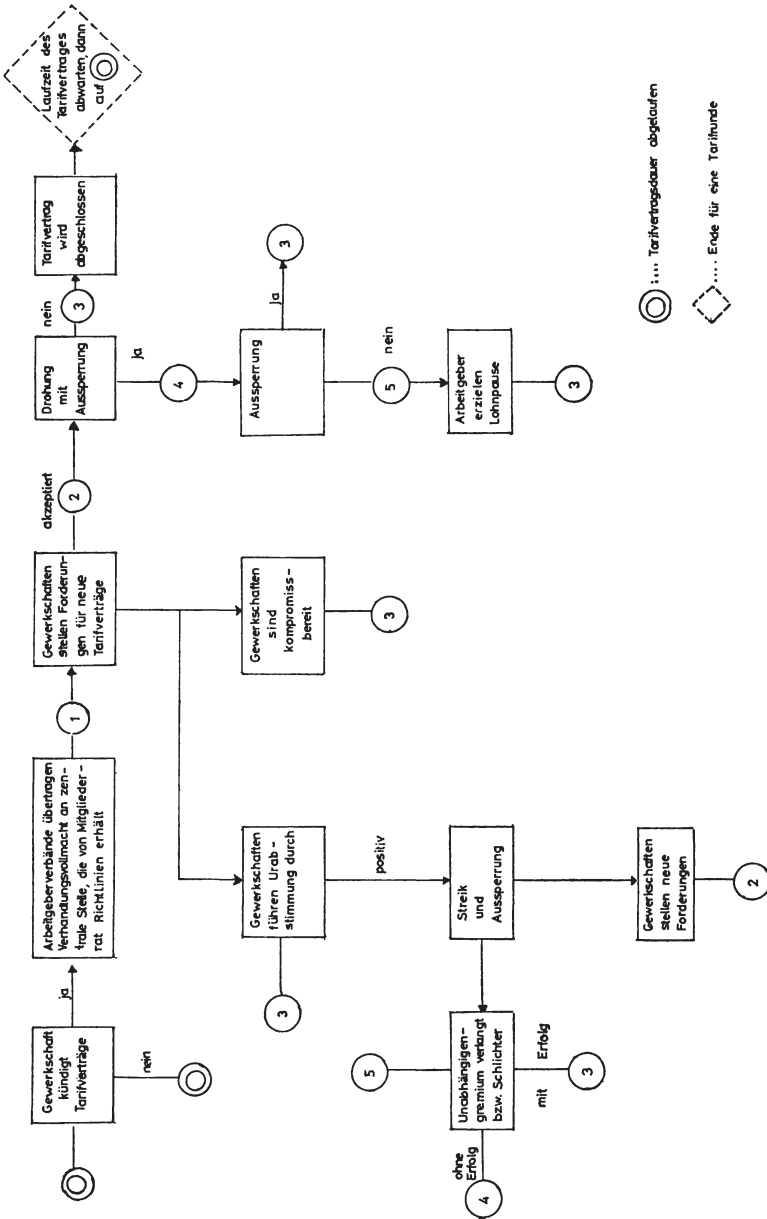 Gewerkschaft
kündigt
Tarifverträge
ja
nein
Arbeitgeberverbände übertragen
Verhandlungsvollmacht an zen-
trale Stelle, die von Mitglieder-
rat Richtlinien erhält
1
Gewerkschaften
stellen Forderun-
gen für neue
Tarifverträge
akzeptiert
2
Drohung
mit
Aussperrung
nein
3
Tarifvertrag
wird
abgeschlossen
Laufzeit des
Tarifvertrages
abwarten, dann
auf
3
Gewerkschaften
führen Urab-
stimmung durch
Gewerkschaften
sind
kompromiss-
bereit
3
ja
4
Aussperrung
ja
3
positiv
nein
5
5
Unabhängigen-
gremium verlangt
bzw. Schlichter
ohne
Erfolg
4
mit
Erfolg
3
Streik
und
Aussperrung
Arbeitgeber
erzielen
Lohnpause
3
Gewerkschaften
stellen neue
Forderungen
2
:... Tarifvertragsdauer abgelaufen
.... Ende für eine Tarifrunde